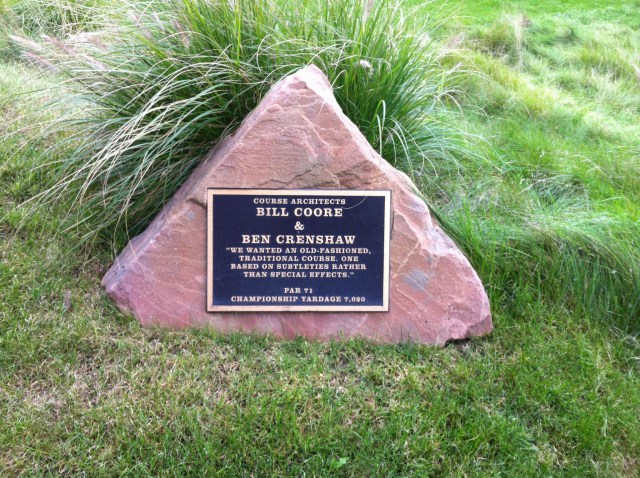 COURSE ARCHITECTS
BILL COORE
&
BEN CRENSHAW
"WE WANTED AN OLD-FASHIONED,
TRADITIONAL COURSE. ONE
BASED ON SUBTLETIES RATHER
THAN SPECIAL EFFECTS."
PAR 71
CHAMPIONSHIP YARDAGE 7,020